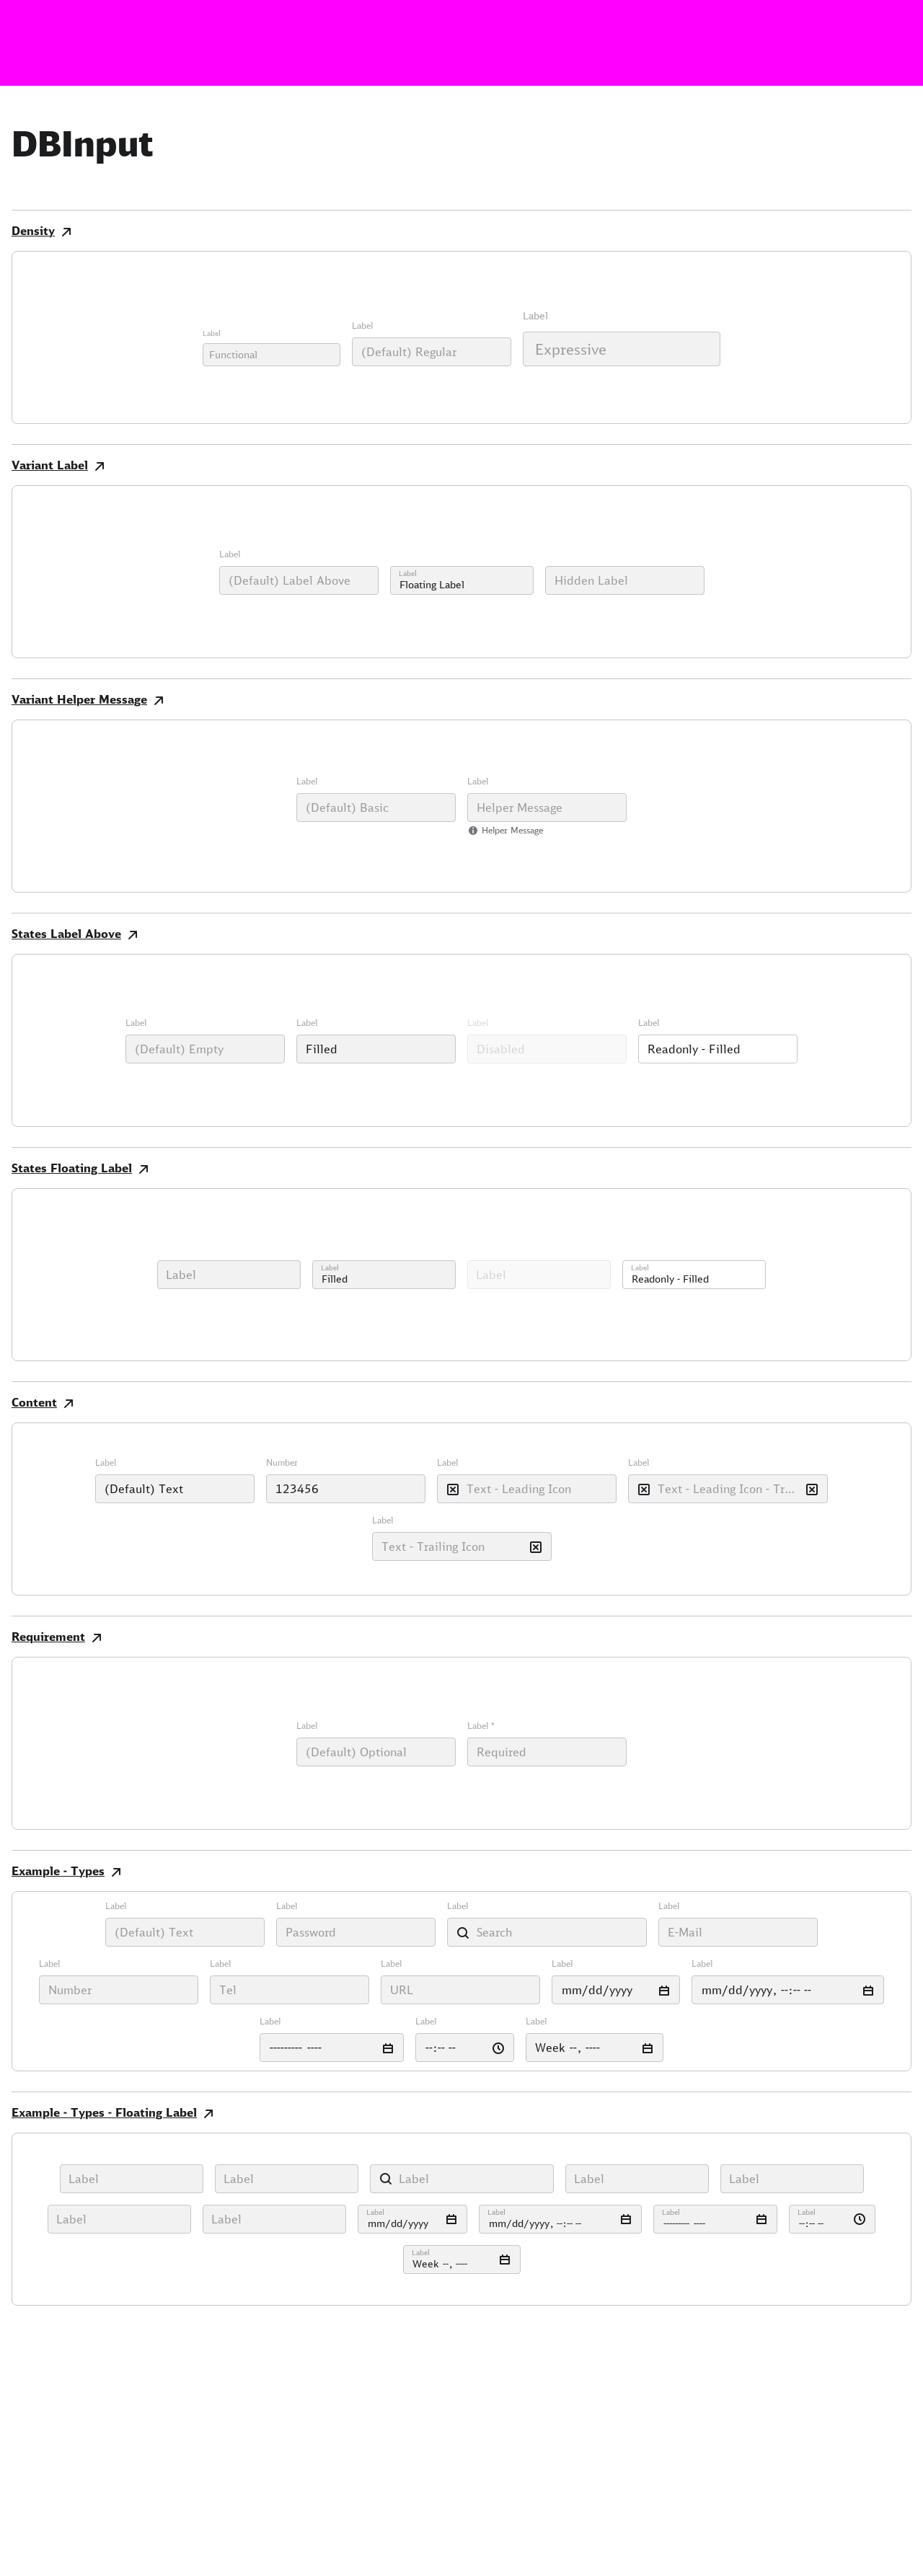 DBInput
Density
Label
Label
Label
Functional
(Default) Regular
Expressive
Variant Label
Label
(Default) Label Above
Label
Floating Label
Hidden Label
Variant Helper Message
Label
Label
(Default) Basic
Helper Message
Helper Message
States Label Above
Label
Label
Label
Label
(Default) Empty
Filled
Disabled
Readonly - Filled
States Floating Label
Label
Label
Filled
Label
Label
Readonly - Filled
Content
Label
Number
Label
Label
(Default) Text
123456
Text - Leading Icon
Text - Leading Icon - Tr...
Label
Text - Trailing Icon
Requirement
Label
Label *
(Default) Optional
Required
Example - Types
Label
Label
Label
Label
(Default) Text
Password
Search
E-Mail
Label
Label
Label
Label
Label
Number
Tel
URL
mm/dd/yyyy
mm/dd/yyyy, --:-- --
Label
Label
Label
--------- ----
--:-- --
Week --, ----
Example - Types - Floating Label
Label
Label
Label
Label
Label
Label
Label
Label
mm/dd/yyyy
Label
mm/dd/yyyy, --:-- --
Label
--------- ----
Label
--:-- --
Label
Week --, ----